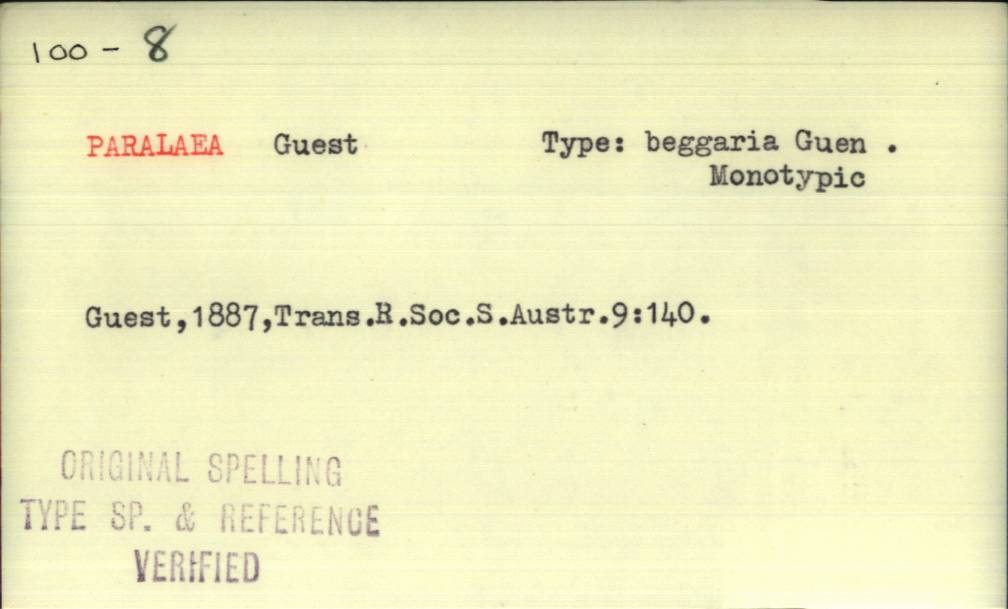 100 - 8
PARALAEA Guest Type: beggaria Guen .
Monotypic
Guest,1887,Trans.R.Soc.S.Austr.9:140.
ORIGINAL SPELLING
TYPE SP. & REFERENCE
VERIFIED